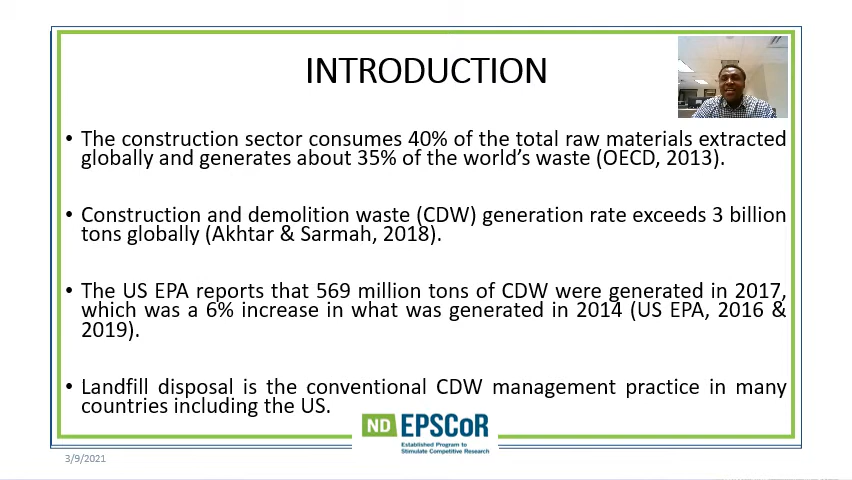 INTRODUCTION
• The construction sector consumes 40% of the total raw materials extracted
globally and generates about 35% of the world's waste (OECD, 2013).
• Construction and demolition waste (CDW) generation rate exceeds 3 billion
tons globally (Akhtar & Sarmah, 2018).
• The US EPA reports that 569 million tons of CDW were generated in 2017,
which was a 6% increase in what was generated in 2014 (US EPA, 2016 &
2019).
• Landfill disposal is the conventional CDW management practice in many
countries including the US.
ND EPSCoR
Established Program to
Stimulate Competitive Research
3/9/2021